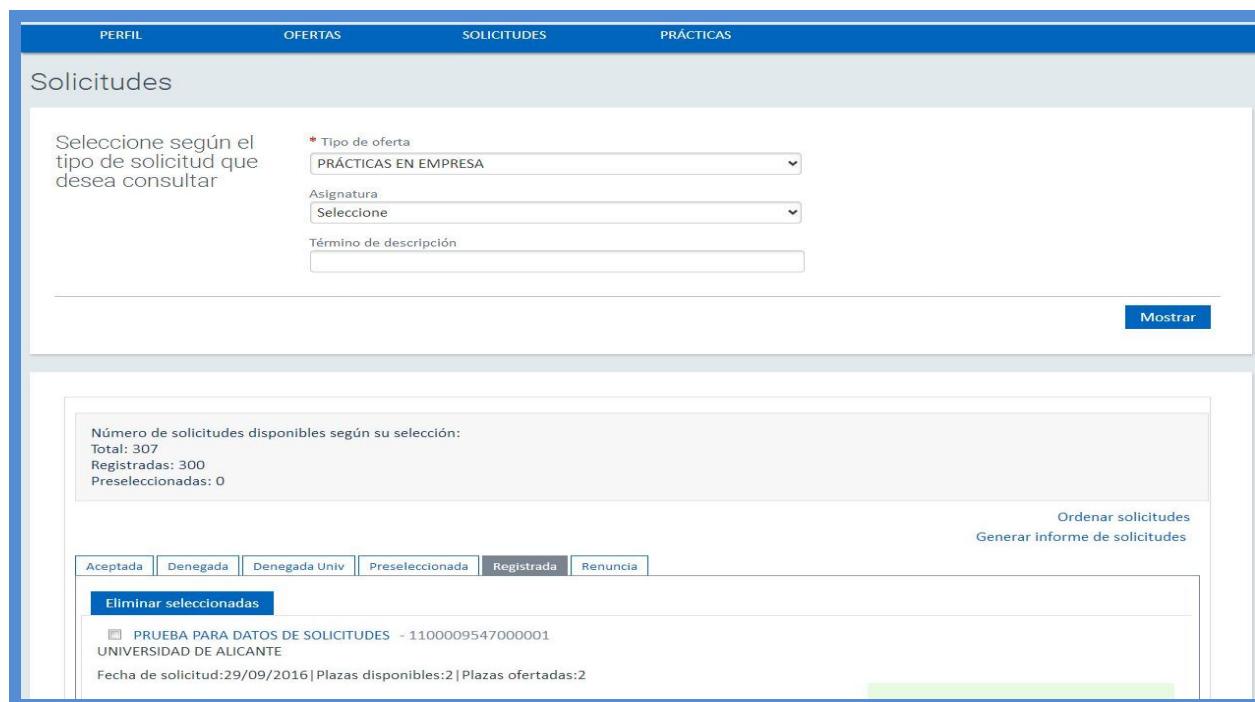 PERFIL OFERTAS SOLICITUDES PRÁCTICAS
Solicitudes
Seleccione según el
tipo de solicitud que
desea consultar
* Tipo de oferta
PRÁCTICAS EN EMPRESA
Asignatura
Seleccione
Término de descripción
Mostrar
Número de solicitudes disponibles según su selección:
Total: 307
Registradas: 300
Preseleccionadas: 0
Ordenar solicitudes
Generar informe de solicitudes
Aceptada Denegada Denegada Univ Preseleccionada Registrada Renuncia
Eliminar seleccionadas
PRUEBA PARA DATOS DE SOLICITUDES - 1100009547000001
UNIVERSIDAD DE ALICANTE
Fecha de solicitud:29/09/2016|Plazas disponibles:2|Plazas ofertadas:2